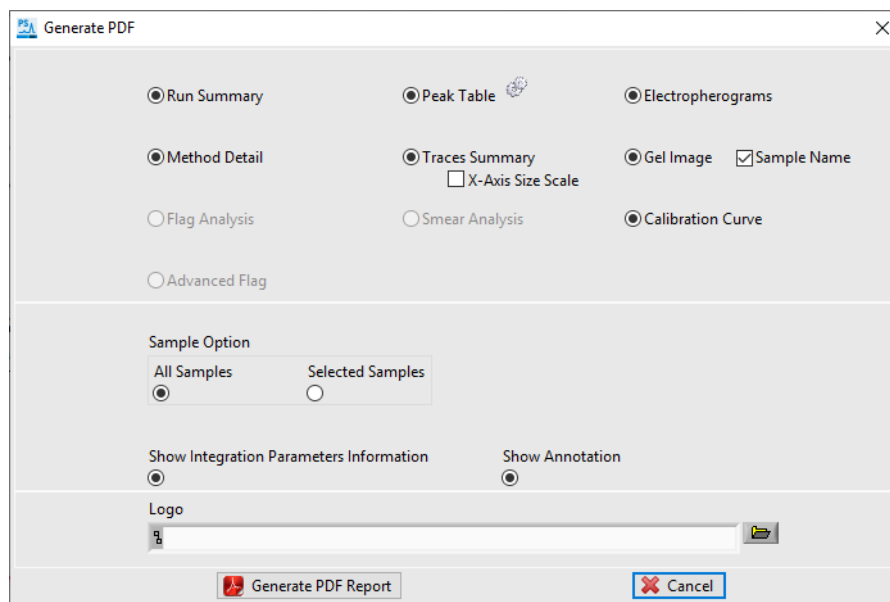 PS
Generate PDF
Run Summary
Peak Table
Electropherograms
Method Detail
Traces Summary
Gel Image
Sample Name
X-Axis Size Scale
Flag Analysis
Smear Analysis
Calibration Curve
Advanced Flag
Sample Option
All Samples
Selected Samples
Show Integration Parameters Information
Show Annotation
Logo
Generate PDF Report
Cancel